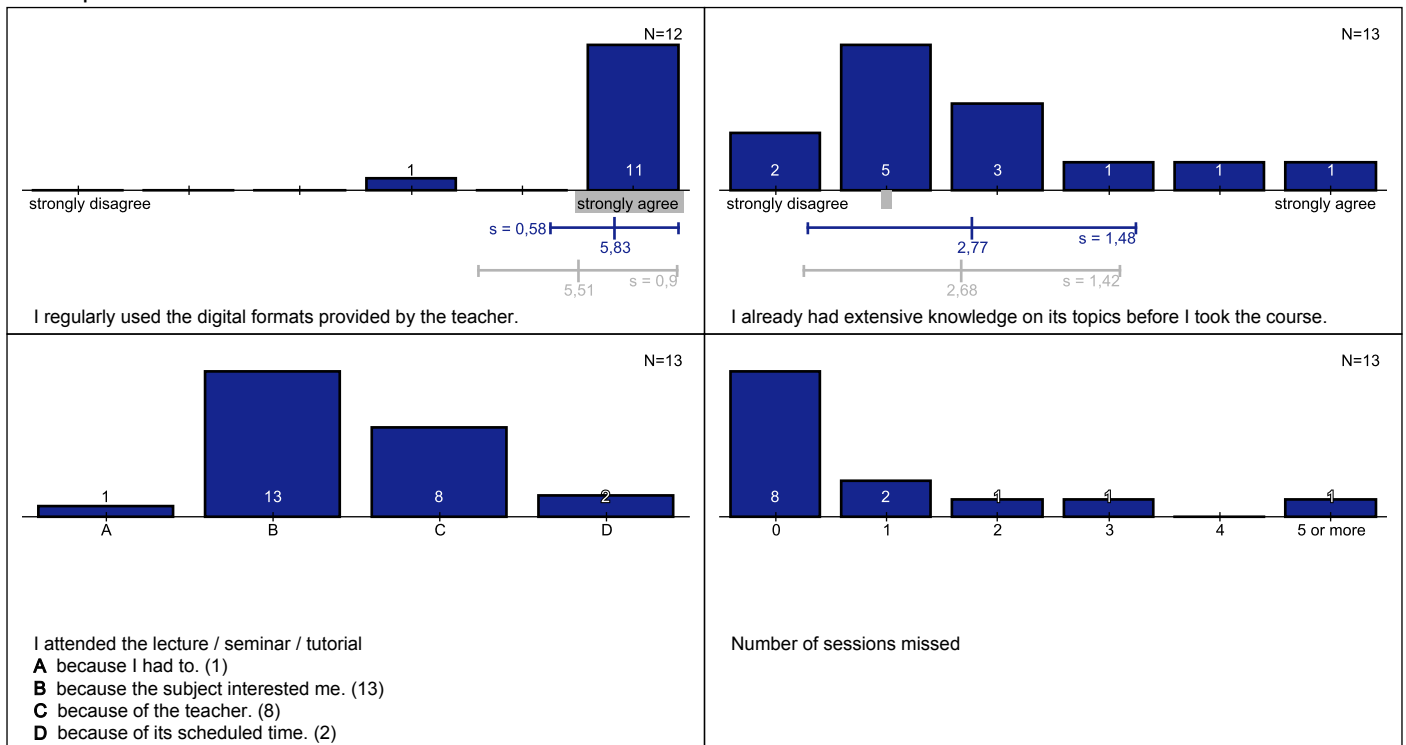 N=12
1
11
strongly disagree
strongly agree
s = 0,58
5,83
s = 0,9
5,51
I regularly used the digital formats provided by the teacher.
N=13
2
5
3
1
1
1
strongly disagree
strongly agree
s = 1,48
2,77
s = 1,42
2,68
I already had extensive knowledge on its topics before I took the course.
N=13
1
13
8
2
A
B
C
D
I attended the lecture / seminar / tutorial
A because I had to. (1)
B because the subject interested me. (13)
C because of the teacher. (8)
D because of its scheduled time. (2)
N=13
8
2
1
1
1
0
1
2
3
4
5 or more
Number of sessions missed